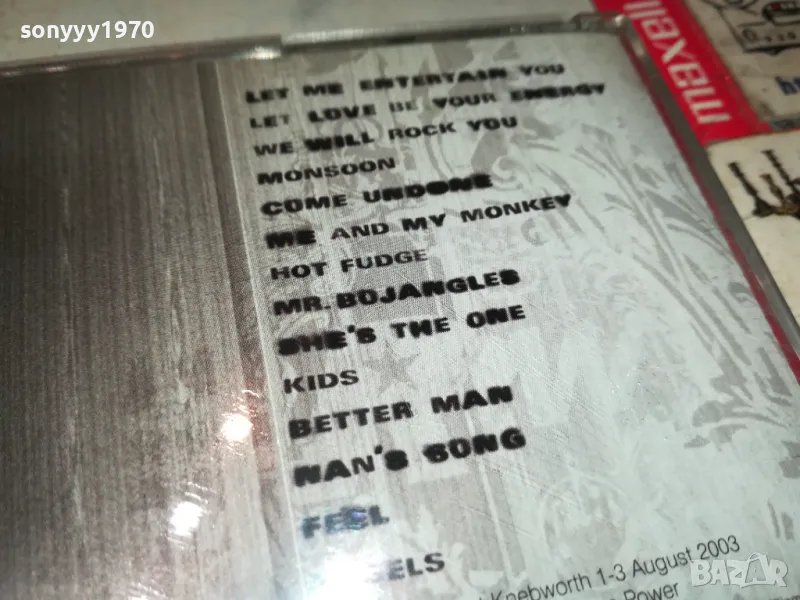 sonyyy1970
LET ME ENTERTAIN YOU
LET LOVE BE YOUR ENERGY
WE WILL ROCK YOU
MONSOON
COME UNDONE
ME AND MY MONKEY
HOT FUDGE
MR. BOJANGLES
SHE'S THE ONE
KIDS
BETTER MAN
NAN'S SONG
FEEL
ELS
Knebworth 1-3 August 2003
Power
maxell
BAZAR